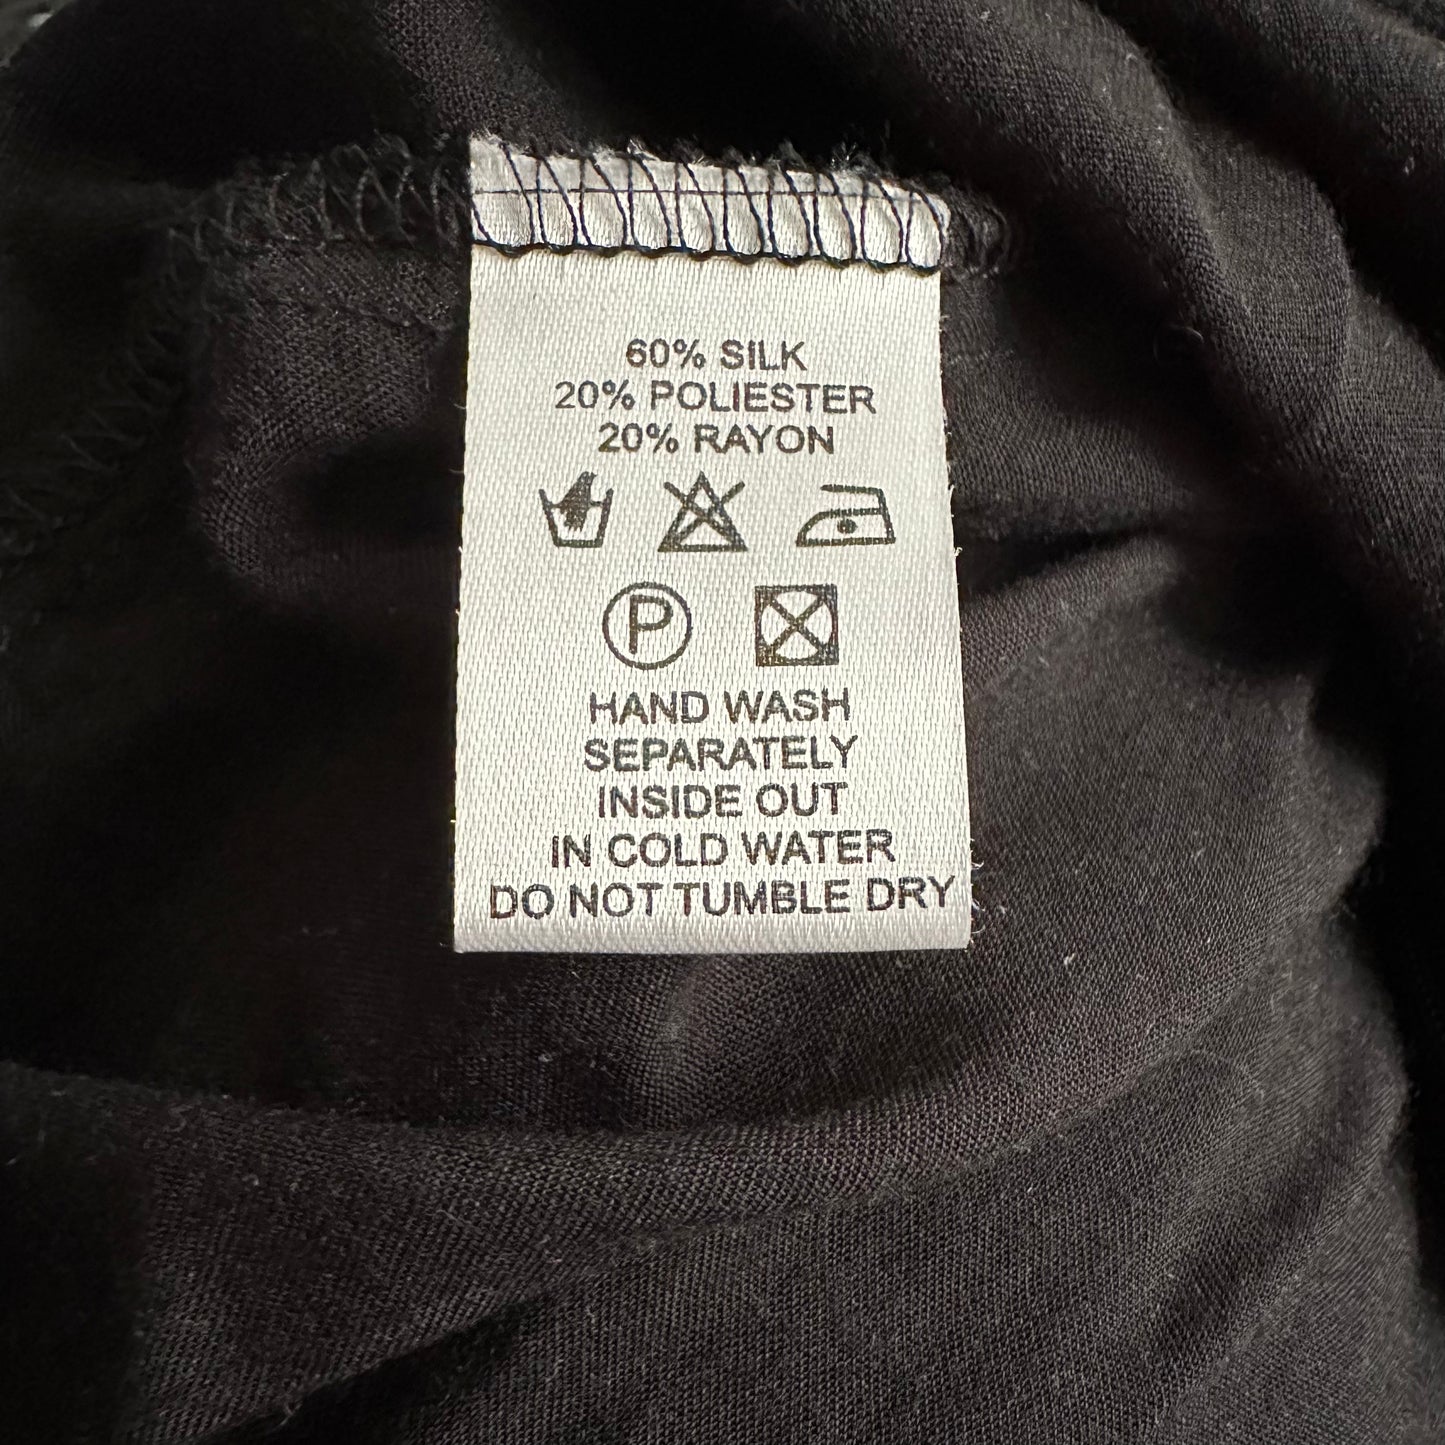 60% SILK
20% POLIESTER
20% RAYON
P
HAND WASH
SEPARATELY
INSIDE OUT
IN COLD WATER
DO NOT TUMBLE DRY